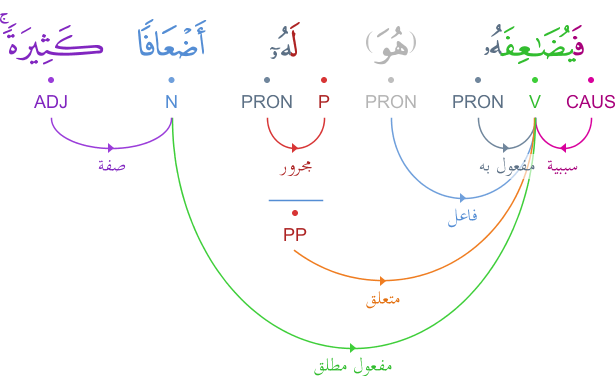 فَيُضَـٰعِفَهُۥ (هُوَ) لَهُۥٓ أَضْعَافًا كَثِيرَةً ۚ
ADJ N PRON P PRON PRON V CAUS
سببية مفعول به مجرور صفة
فاعل
PP
متعلق
مفعول مطلق